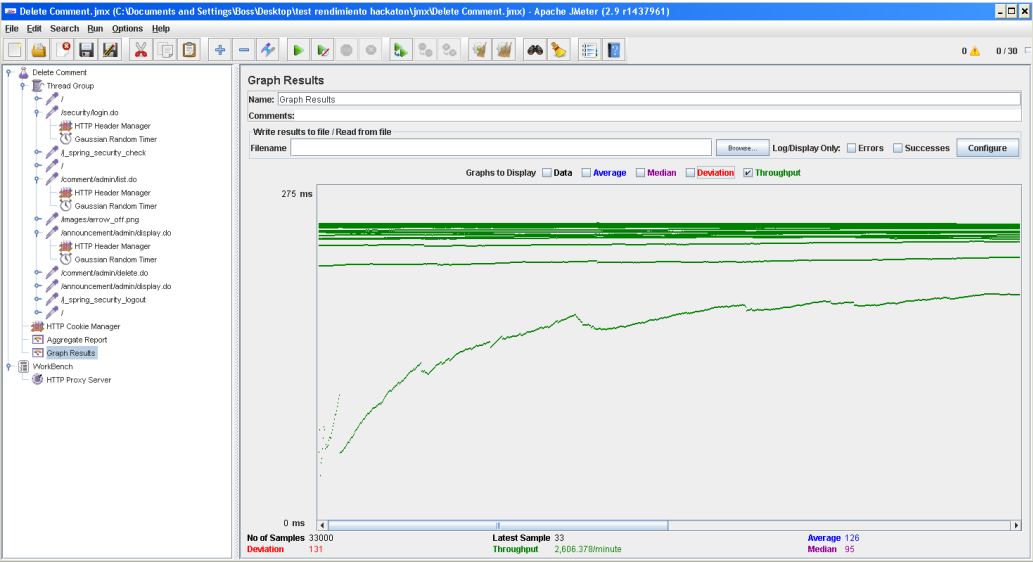 Delete Comment.jmx (C:\Documents and Settings\Boss\Desktop\test rendimiento hackaton\jmx\Delete Comment.jmx) - Apache JMeter (2.9 r1437961)
File Edit Search Run Options Help
0 0 / 30
Delete Comment
Thread Group
/
/security/login.do
HTTP Header Manager
Gaussian Random Timer
/j_spring_security_check
/
/comment/admin/list.do
HTTP Header Manager
Gaussian Random Timer
/images/arrow_off.png
/announcement/admin/display.do
HTTP Header Manager
Gaussian Random Timer
/comment/admin/delete.do
/announcement/admin/display.do
/j_spring_security_logout
/
HTTP Cookie Manager
Aggregate Report
Graph Results
WorkBench
HTTP Proxy Server
Graph Results
Name: Graph Results
Comments:
Write results to file / Read from file
Filename Browse... Log/Display Only: Errors Successes Configure
Graphs to Display Data Average Median Deviation Throughput
275 ms
0 ms
No of Samples 33000 Latest Sample 33 Average 126
Deviation 131 Throughput 2,606.378/minute Median 95